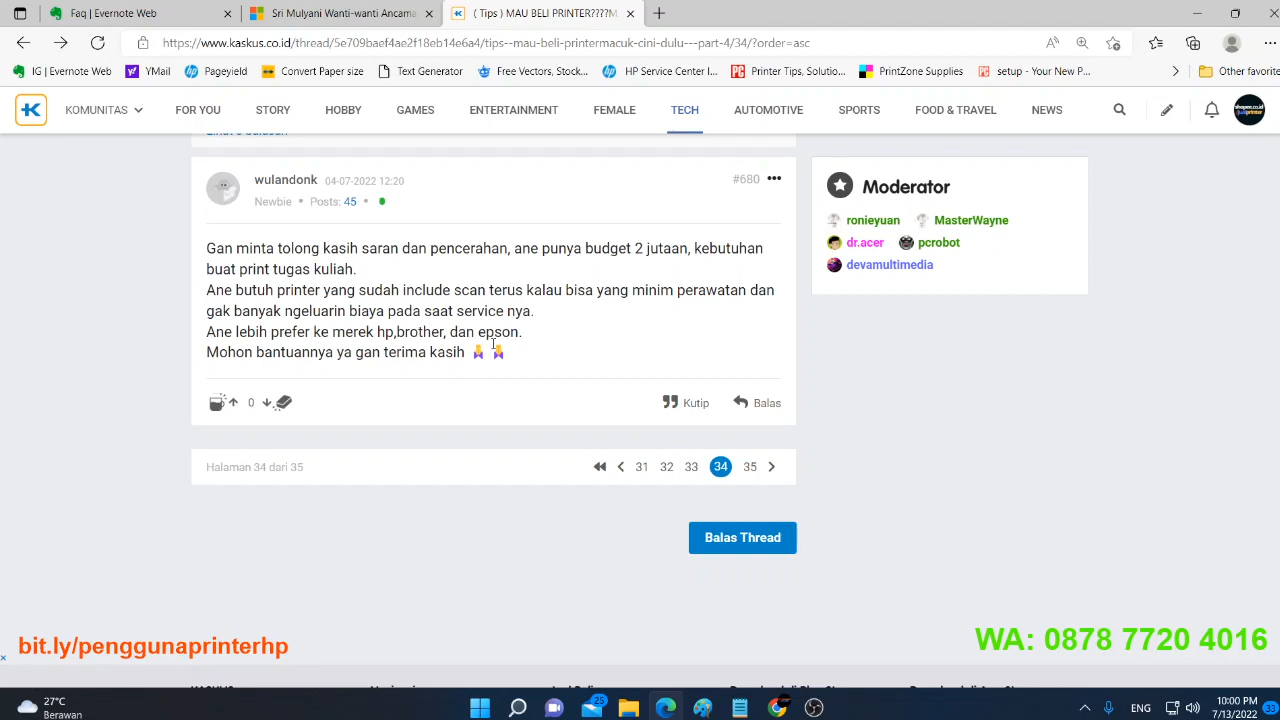 Faq | Evernote Web
Sri Mulyonk - want Anicama
[ TIPS ] MAU BELI PRINTER????M
https://www.kaskus.co.id/thread/5e709baef4ae2f18eb14e6a4/tips--mau-beli-printermacuk-cini-dulu---part-4/34/?order=asc
IG | Evernote Web
YMail
Pageyield
Convert Paper size
Text Generator
Free Vectors, Stock...
HP Service Center I...
Printer Tips, Solutio...
PrintZone Supplies
setup - Your New P...
Other favorites
KOMUNITAS
FOR YOU
STORY
HOBBY
GAMES
ENTERTAINMENT
FEMALE
TECH
AUTOMOTIVE
SPORTS
FOOD & TRAVEL
NEWS
wulandonk 04-07-2022 12:20
#680
Newbie • Posts: 45 •
Gan minta tolong kasih saran dan pencerahan, ane punya budget 2 jutaan, kebutuhan
buat print tugas kuliah.
Ane butuh printer yang sudah include scan terus kalau bisa yang minim perawatan dan
gak banyak ngeluarin biaya pada saat service nya.
Ane lebih prefer ke merek hp,brother, dan epson.
Mohon bantuannya ya gan terima kasih
0
Kutip
Balas
Halaman 34 dari 35
31 32 33 34 35
Balas Thread
Moderator
ronieyuan MasterWayne
dr.acer pcrobot
devamultimedia
bit.ly/penggunaprinterhp
WA: 0878 7720 4016
27°C
Berawan
25
ENG
10:00 PM
7/13/2022
33